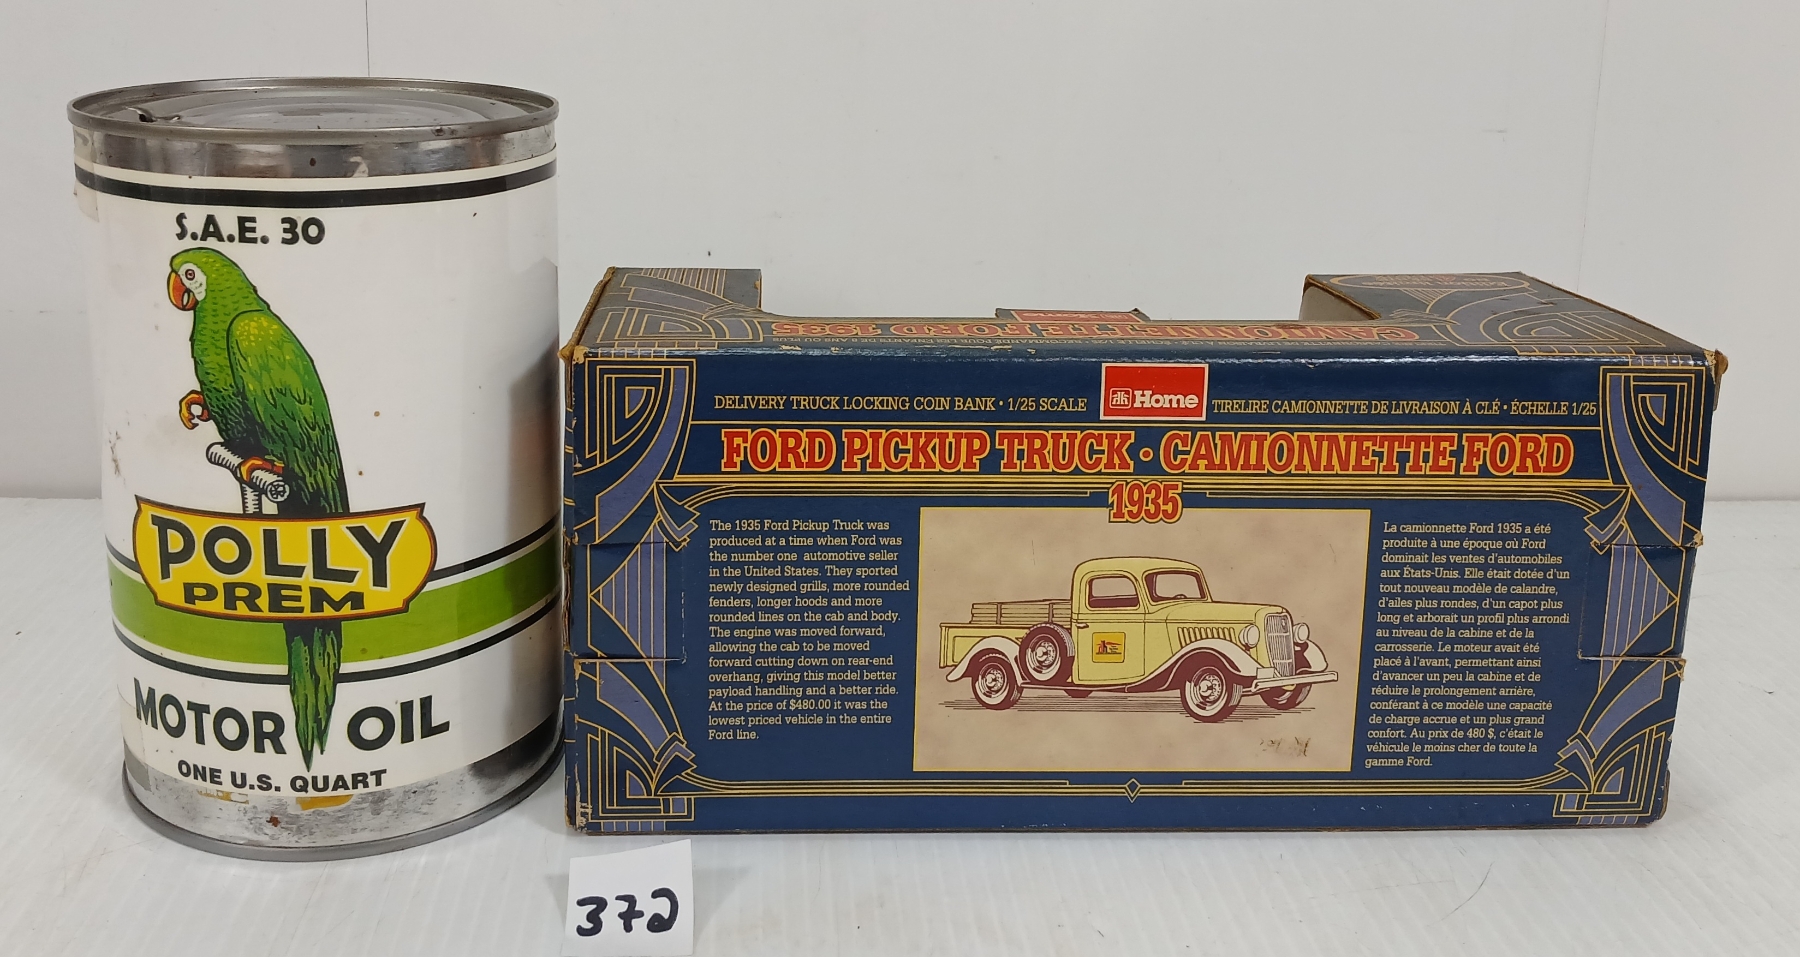 S.A.E. 30
POLLY
PREM
MOTOR OIL
ONE U.S. QUART
Home
CAMIONNETTE FORD 1935
DELIVERY TRUCK LOCKING COIN BANK • 1/25 SCALE
Home
TIRELIRE CAMIONNETTE DE LIVRAISON À CLÉ • ÉCHELLE 1/25
FORD PICKUP TRUCK • CAMIONNETTE FORD
1935
The 1935 Ford Pickup Truck was
produced at a time when Ford was
the number one automotive seller
in the United States. They sported
newly designed grills, more rounded
fenders, longer hoods and more
rounded lines on the cab and body.
The engine was moved forward,
allowing the cab to be moved
forward cutting down on rear-end
overhang, giving this model better
payload handling and a better ride.
At the price of $480.00 it was the
lowest priced vehicle in the entire
Ford line.
La camionnette Ford 1935 a été
produite à une époque où Ford
dominait les ventes d'automobiles
aux États-Unis. Elle était dotée d'un
tout nouveau modèle de calandre,
d'ailes plus rondes, d'un capot plus
long et arborait un profil plus arrondi
au niveau de la cabine et de la
carrosserie. Le moteur avait été
placé à l'avant, permettant ainsi
d'avancer un peu la cabine et de
réduire le prolongement arrière,
conférant à ce modèle une capacité
de charge accrue et un plus grand
confort. Au prix de 480 $, c'était le
véhicule le moins cher de toute la
gamme Ford.
372